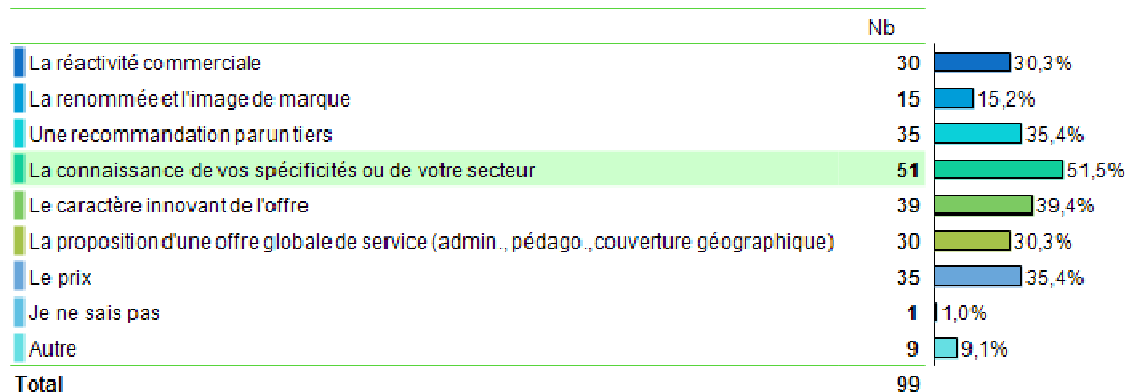 Nb
La réactivité commerciale 30 30,3%
La renommée et l'image de marque 15 15,2%
Une recommandation par un tiers 35 35,4%
La connaissance de vos spécificités ou de votre secteur 51 51,5%
Le caractère innovant de l'offre 39 39,4%
La proposition d'une offre globale de service (admin., pédago., couverture géographique) 30 30,3%
Le prix 35 35,4%
Je ne sais pas 1 1,0%
Autre 9 9,1%
Total 99